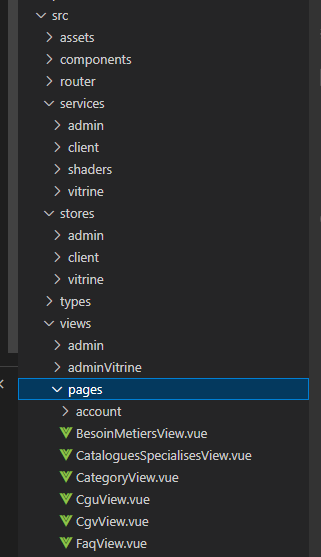 src
assets
components
router
services
admin
client
shaders
vitrine
stores
admin
client
vitrine
types
views
admin
adminVitrine
pages
account
BesoinMetiersView.vue
CataloguesSpecialisesView.vue
CategoryView.vue
CguView.vue
CgvView.vue
FaqView.vue